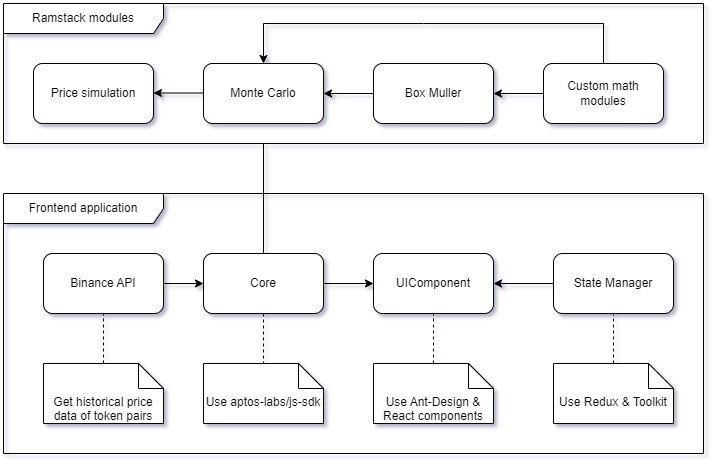 Ramstack modules
Price simulation
Monte Carlo
Box Muller
Custom math
modules
Frontend application
Binance API
Core
UIComponent
State Manager
Get historical price
data of token pairs
Use aptos-labs/js-sdk
Use Ant-Design &
React components
Use Redux & Toolkit